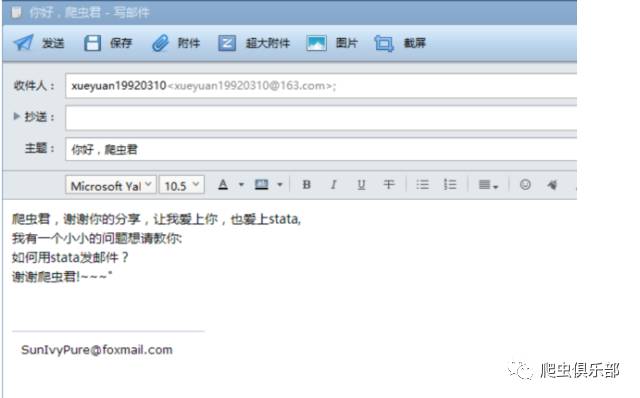 你好，爬虫君 - 写邮件
发送 保存 附件 超大附件 图片 截屏
收件人： xueyuan19920310<xueyuan19920310@163.com>;
抄送：
主题： 你好，爬虫君
Microsoft Yal 10.5 A B I U
爬虫君，谢谢你的分享，让我爱上你，也爱上stata,
我有一个小小的问题想请教你:
如何用stata发邮件？
谢谢爬虫君!~~~"
SunIvyPure@foxmail.com
爬虫俱乐部